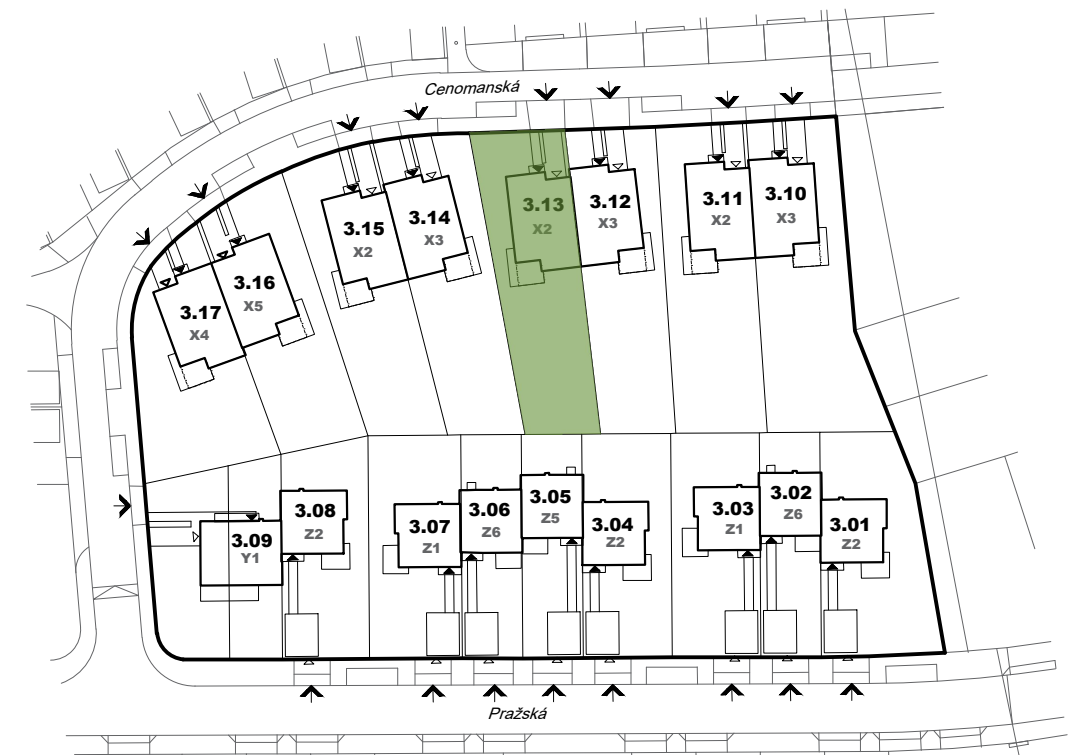 Cenomanská
3.13
X2
3.12
X3
3.11
X2
3.10
X3
3.15
X2
3.14
X3
3.17
X4
3.16
X5
3.09
Y1
3.08
Z2
3.07
Z1
3.06
Z6
3.05
Z5
3.04
Z2
3.03
Z1
3.02
Z6
3.01
Z2
Pražská